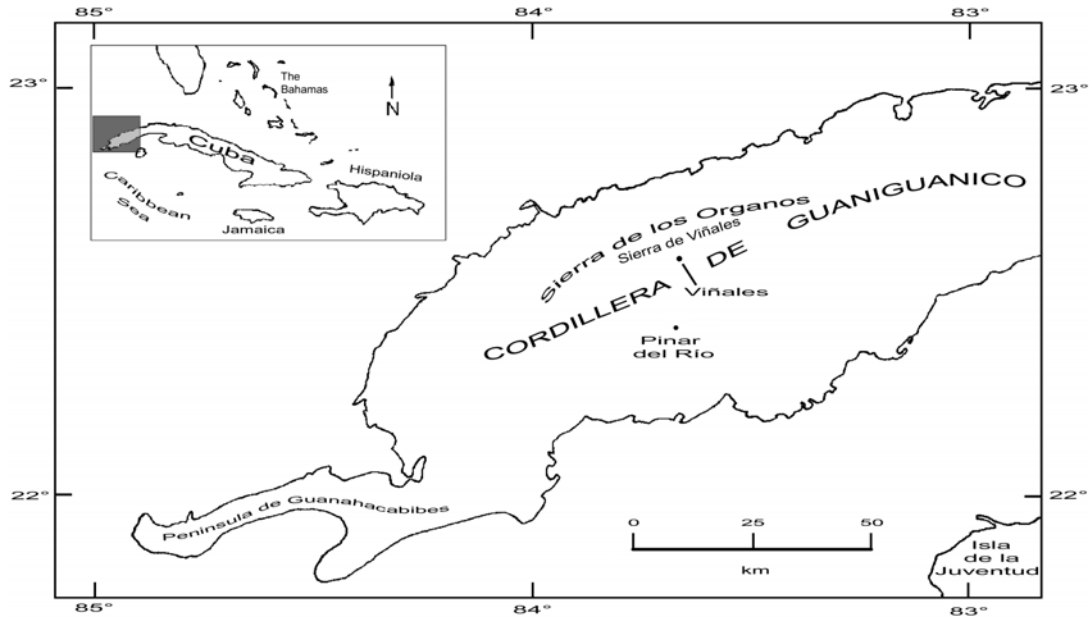 85°
84°
83°
23°
23°
The
Bahamas
N
Cuba
Hispaniola
Caribbean
Sea
Jamaica
CORDILLERA DE GUANIGUANICO
Sierra de los Organos
Sierra de Viñales
Viñales
Pinar
del Río
22°
22°
Peninsula de Guanahacabibes
0 25 50
km
Isla
de la
Juventud
85°
84°
83°